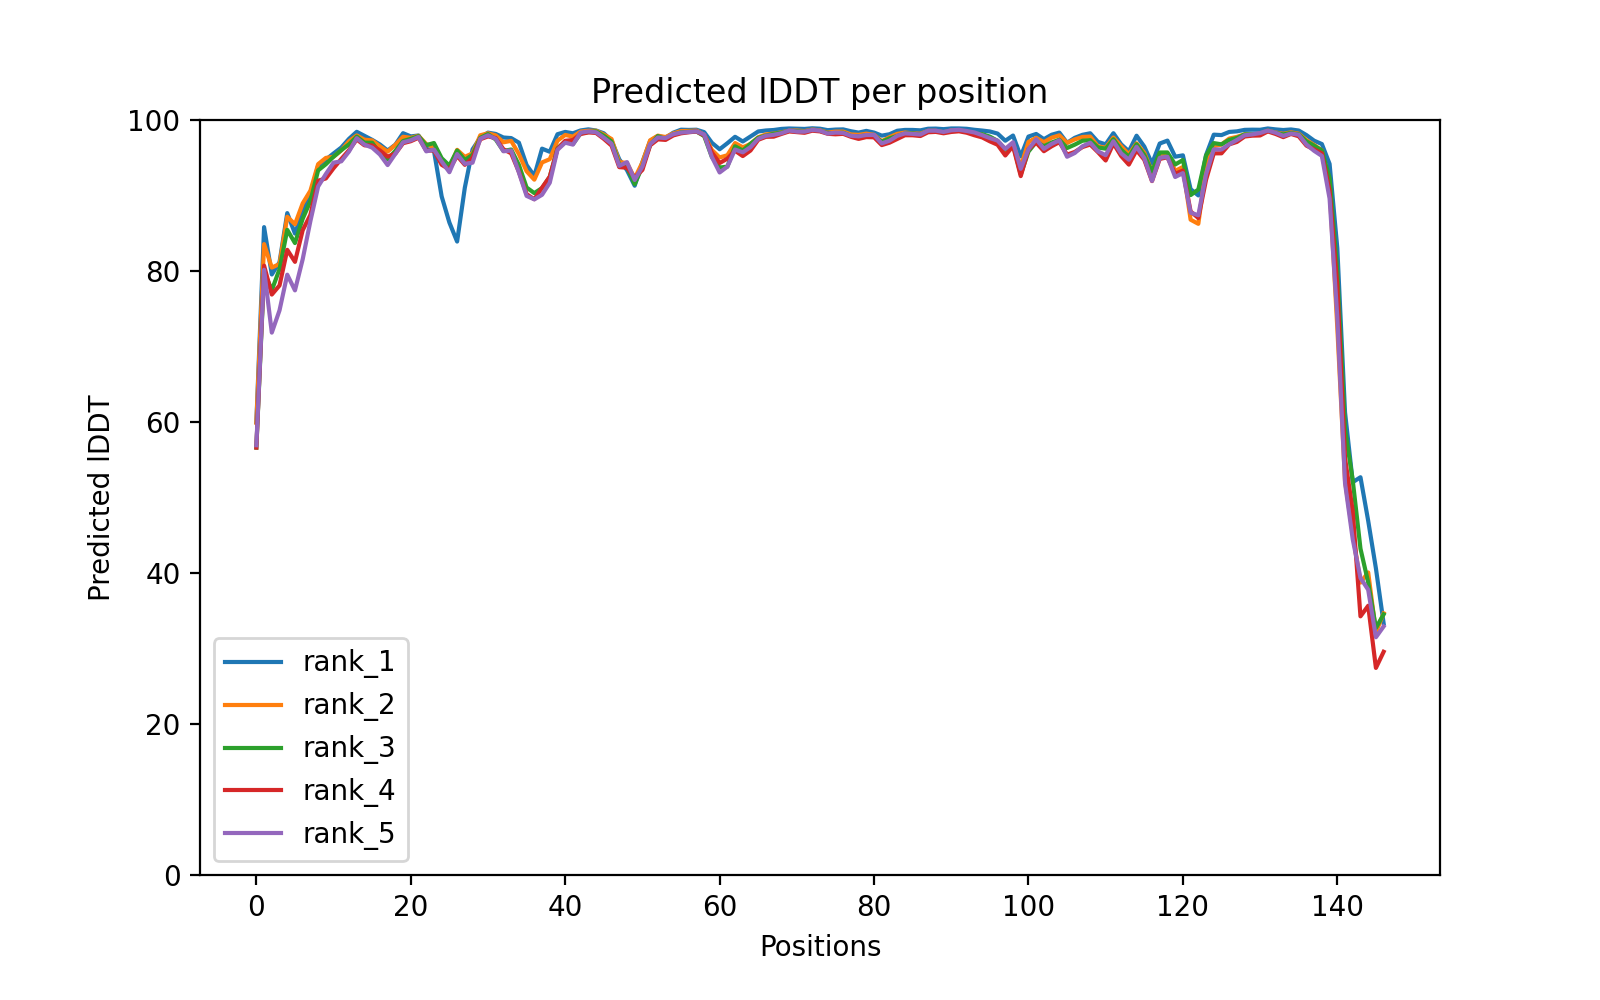 Predicted lDDT per position
100
80
60
40
20
0
Predicted lDDT
rank_1
rank_2
rank_3
rank_4
rank_5
0 20 40 60 80 100 120 140
Positions